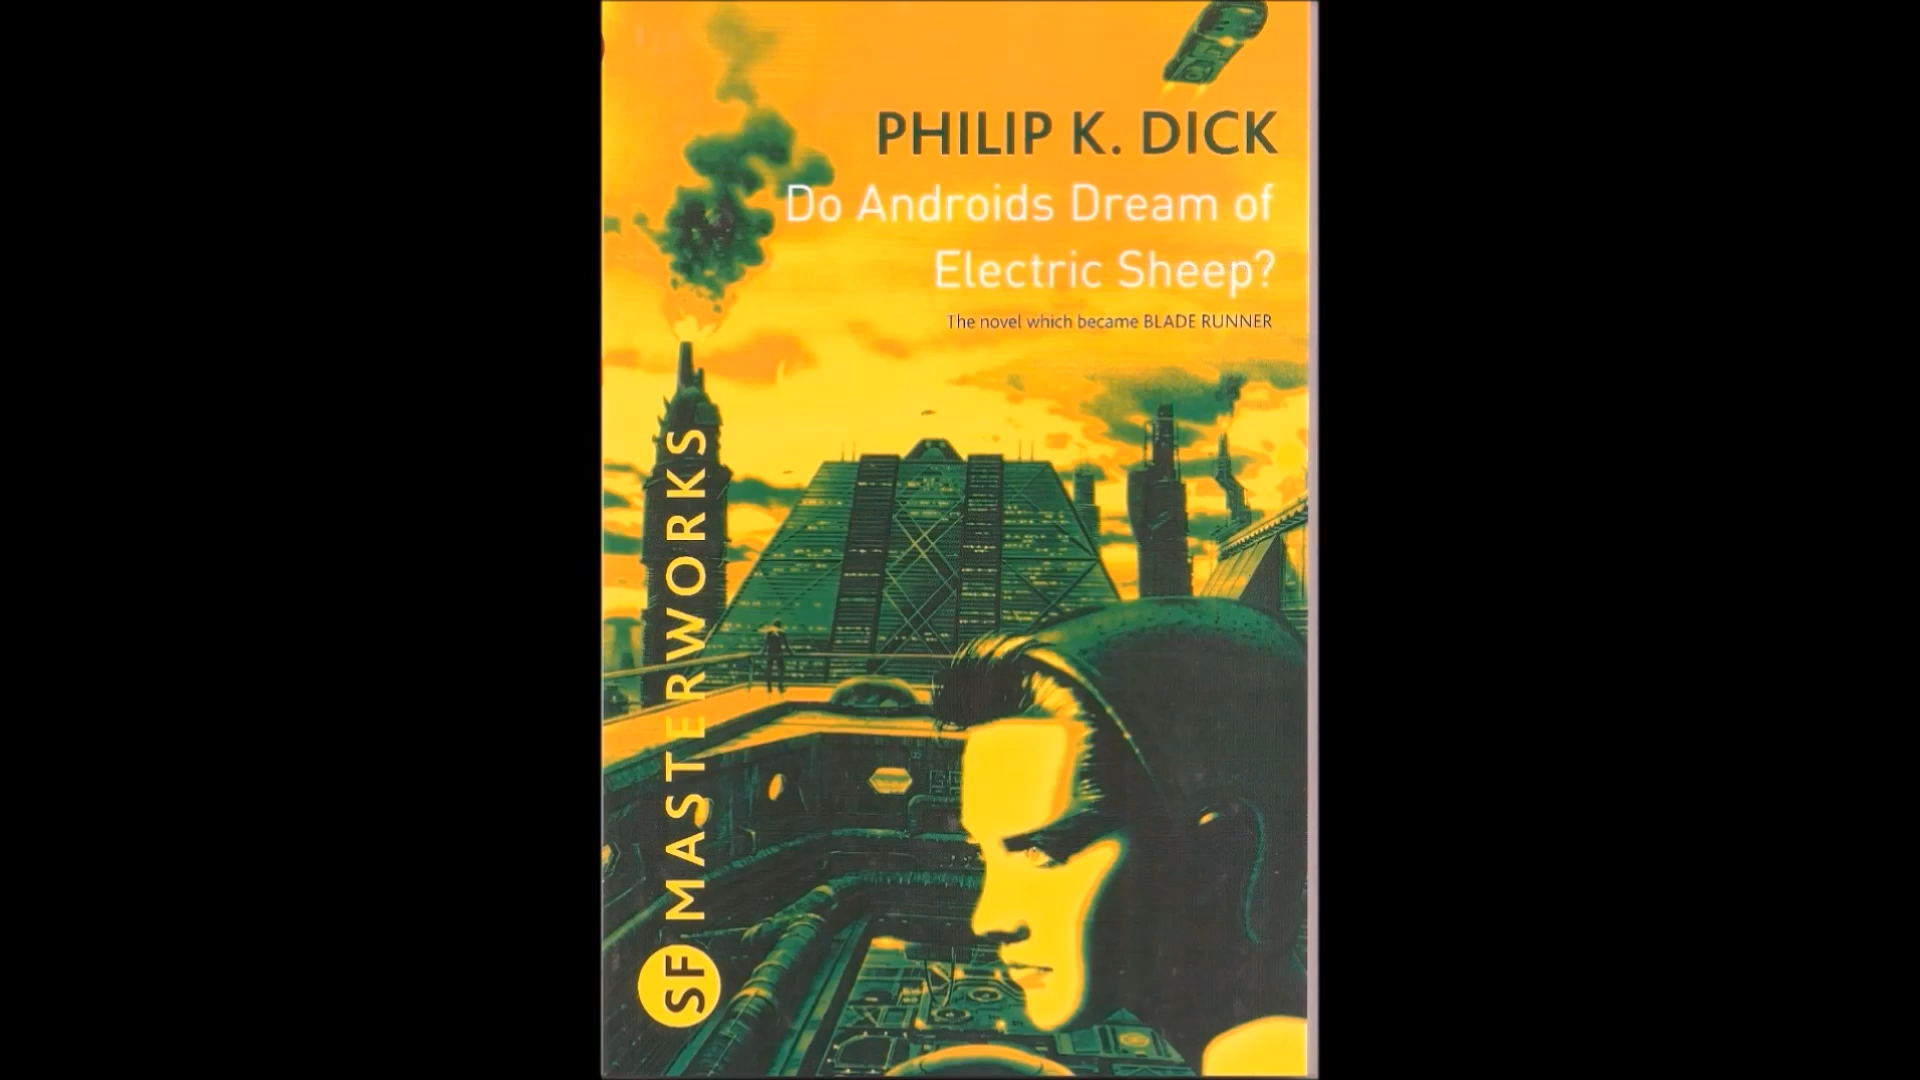 PHILIP K. DICK
Do Androids Dream of
Electric Sheep?
The novel which became BLADE RUNNER
SF MASTERWORKS